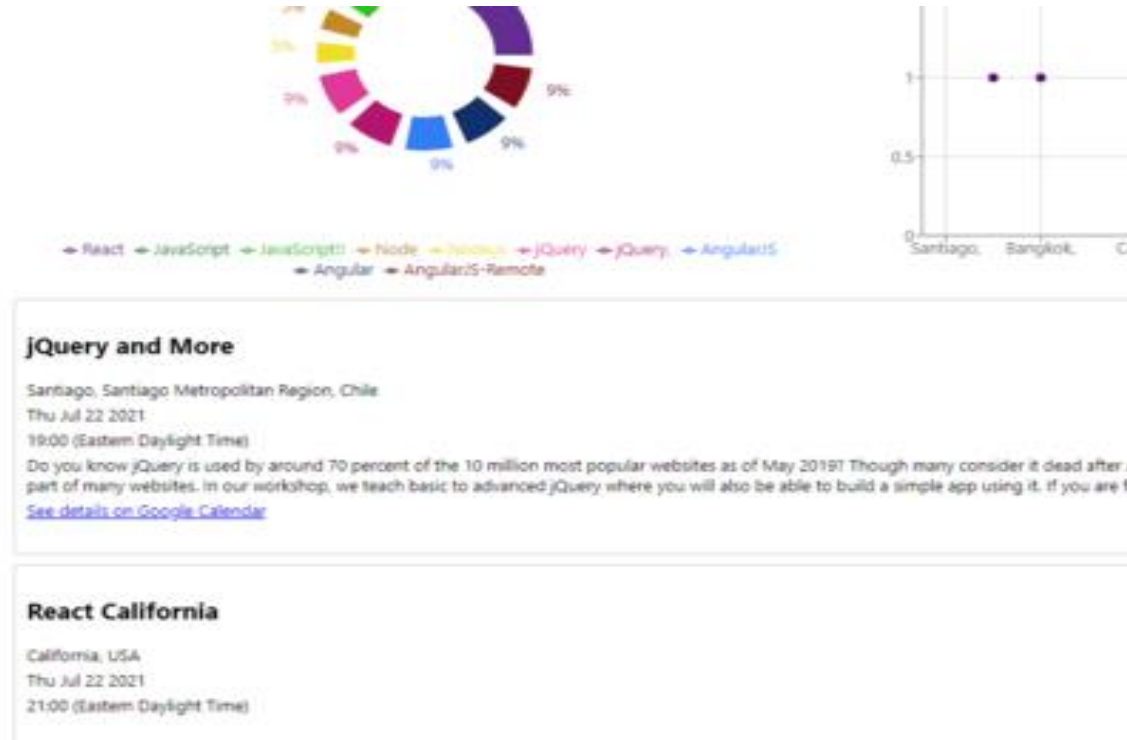 5%
9%
9%
9%
9%
9%
1
0.5
0
Santiago, Bangkok, C
React JavaScript JavaScript!! Node NodeJS jQuery jQuery, AngularJS
Angular AngularJS-Remote
jQuery and More
Santiago, Santiago Metropolitan Region, Chile
Thu Jul 22 2021
19:00 (Eastern Daylight Time)
Do you know jQuery is used by around 70 percent of the 10 million most popular websites as of May 2019? Though many consider it dead after
part of many websites. In our workshop, we teach basic to advanced jQuery where you will also be able to build a simple app using it. If you are f
See details on Google Calendar
React California
California, USA
Thu Jul 22 2021
21:00 (Eastern Daylight Time)